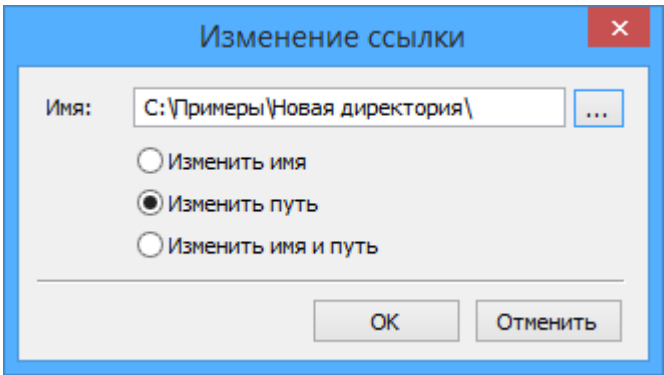 Изменение ссылки
Имя: C:\Примеры\Новая директория\ ...
Изменить имя
Изменить путь
Изменить имя и путь
OK Отменить